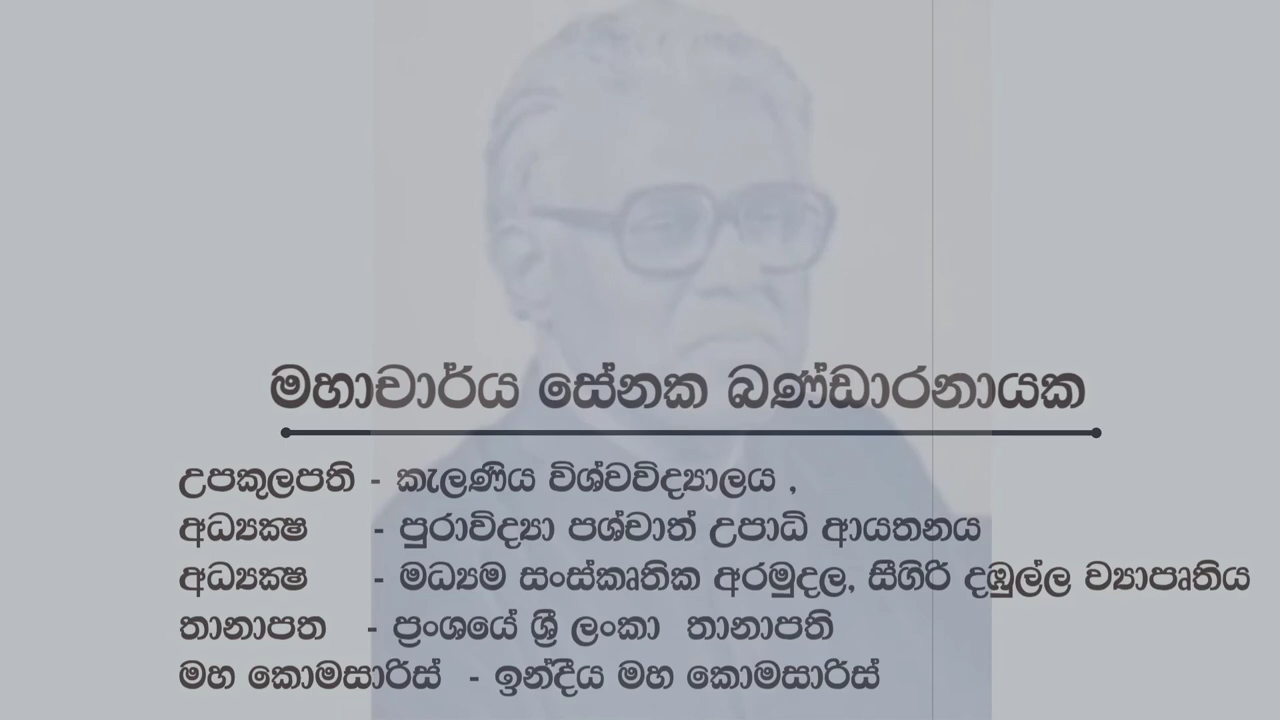 මහාචාර්ය සේනක බණ්ඩාරනායක
උපකුලපති - කැලණිය විශ්වවිද්‍යාලය ,
අධ්‍යක්ෂ - පුරාවිද්‍යා පශ්චාත් උපාධි ආයතනය
අධ්‍යක්ෂ - මධ්‍යම සංස්කෘතික අරමුදල, සීගිරි දඹුල්ල ව්‍යාපෘතිය
තානාපත - ප්‍රංශයේ ශ්‍රී ලංකා තානාපති
මහ කොමසාරිස් - ඉන්දීය මහ කොමසාරිස්